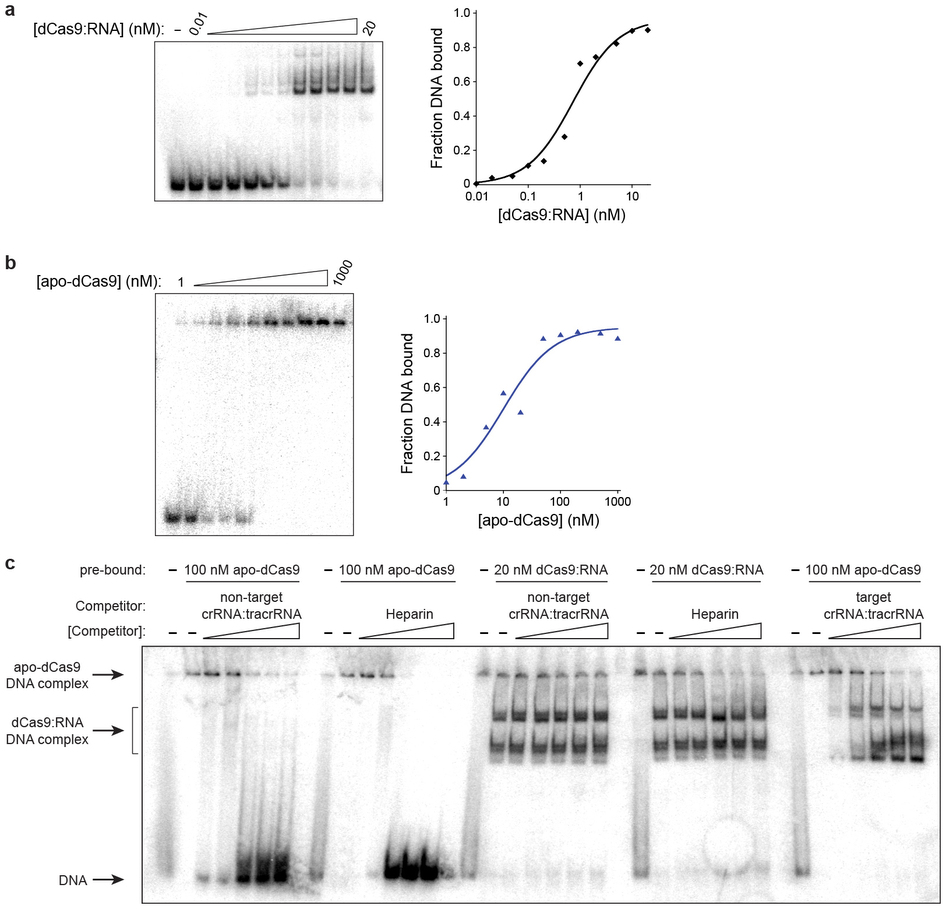 a
[dCas9:RNA] (nM): – 0.01 20
Fraction DNA bound
1.0
0.8
0.6
0.4
0.2
0
0.01 0.1 1 10
[dCas9:RNA] (nM)
b
[apo-dCas9] (nM): 1 1000
Fraction DNA bound
1.0
0.8
0.6
0.4
0.2
0
1 10 100 1000
[apo-dCas9] (nM)
c
pre-bound: – 100 nM apo-dCas9 – 100 nM apo-dCas9 – 20 nM dCas9:RNA – 20 nM dCas9:RNA – 100 nM apo-dCas9
Competitor: non-target crRNA:tracrRNA Heparin non-target crRNA:tracrRNA Heparin target crRNA:tracrRNA
[Competitor]: – – – – – – – – – –
apo-dCas9
DNA complex
dCas9:RNA
DNA complex
DNA